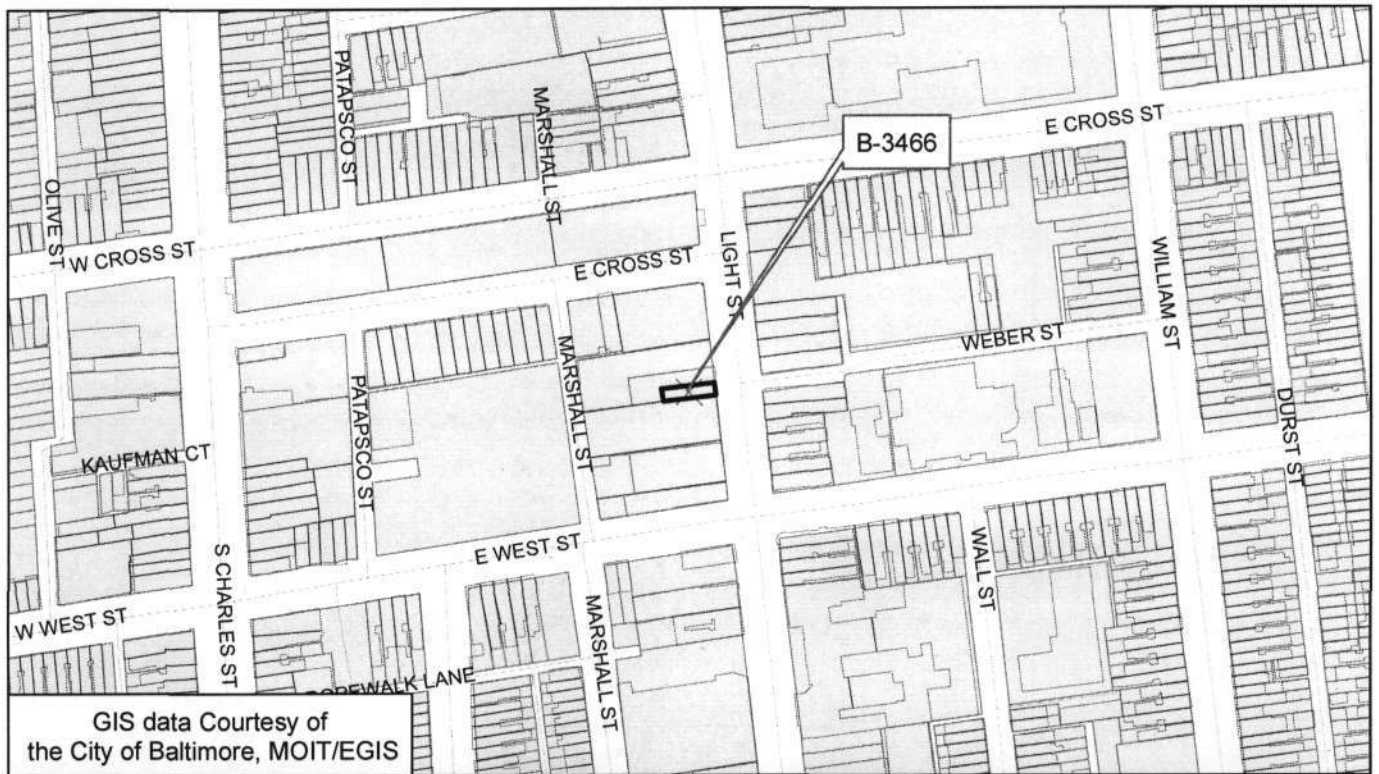 PATAPSCO ST
MARSHALL ST
B-3466
E CROSS ST
OLIVE ST
W CROSS ST
E CROSS ST
LIGHT ST
WILLIAM ST
WEBER ST
MARSHALL ST
PATAPSCO ST
DURST ST
KAUFMAN CT
S CHARLES ST
E WEST ST
WALL ST
W WEST ST
MARSHALL ST
GIS data Courtesy of
the City of Baltimore, MOIT/EGIS
LANE